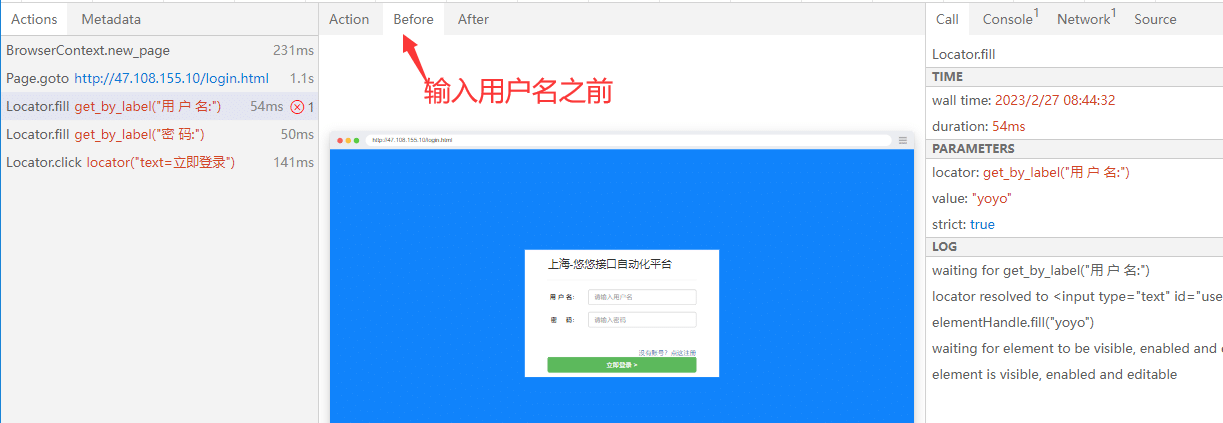 Actions Metadata
BrowserContext.new_page 231ms
Page.goto http://47.108.155.10/login.html 1.1s
Locator.fill get_by_label("用 户 名:") 54ms 1
Locator.fill get_by_label("密 码:") 50ms
Locator.click locator("text=立即登录") 141ms
Action Before After
输入用户名之前
http://47.108.155.10/login.html
上海-悠悠接口自动化平台
用 户 名: 请输入用户名
密 码: 请输入密码
没有账号？点这注册
立即登录 >
Call Console 1 Network 1 Source
Locator.fill
TIME
wall time: 2023/2/27 08:44:32
duration: 54ms
PARAMETERS
locator: get_by_label("用 户 名:")
value: "yoyo"
strict: true
LOG
waiting for get_by_label("用 户 名:")
locator resolved to <input type="text" id="use
elementHandle.fill("yoyo")
waiting for element to be visible, enabled and e
element is visible, enabled and editable